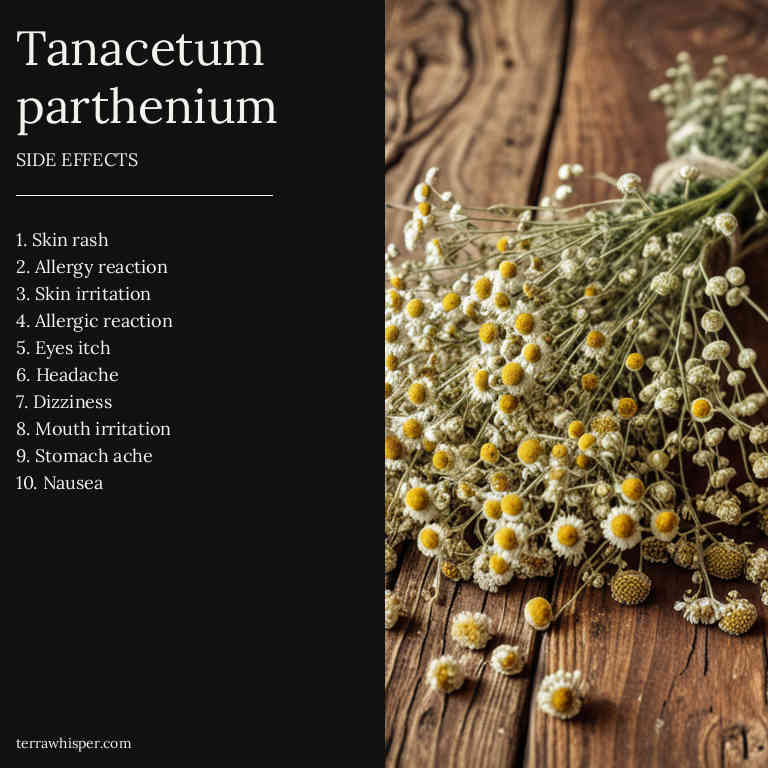 Tanacetum
parthenium
SIDE EFFECTS
1. Skin rash
2. Allergy reaction
3. Skin irritation
4. Allergic reaction
5. Eyes itch
6. Headache
7. Dizziness
8. Mouth irritation
9. Stomach ache
10. Nausea
terrawhisper.com